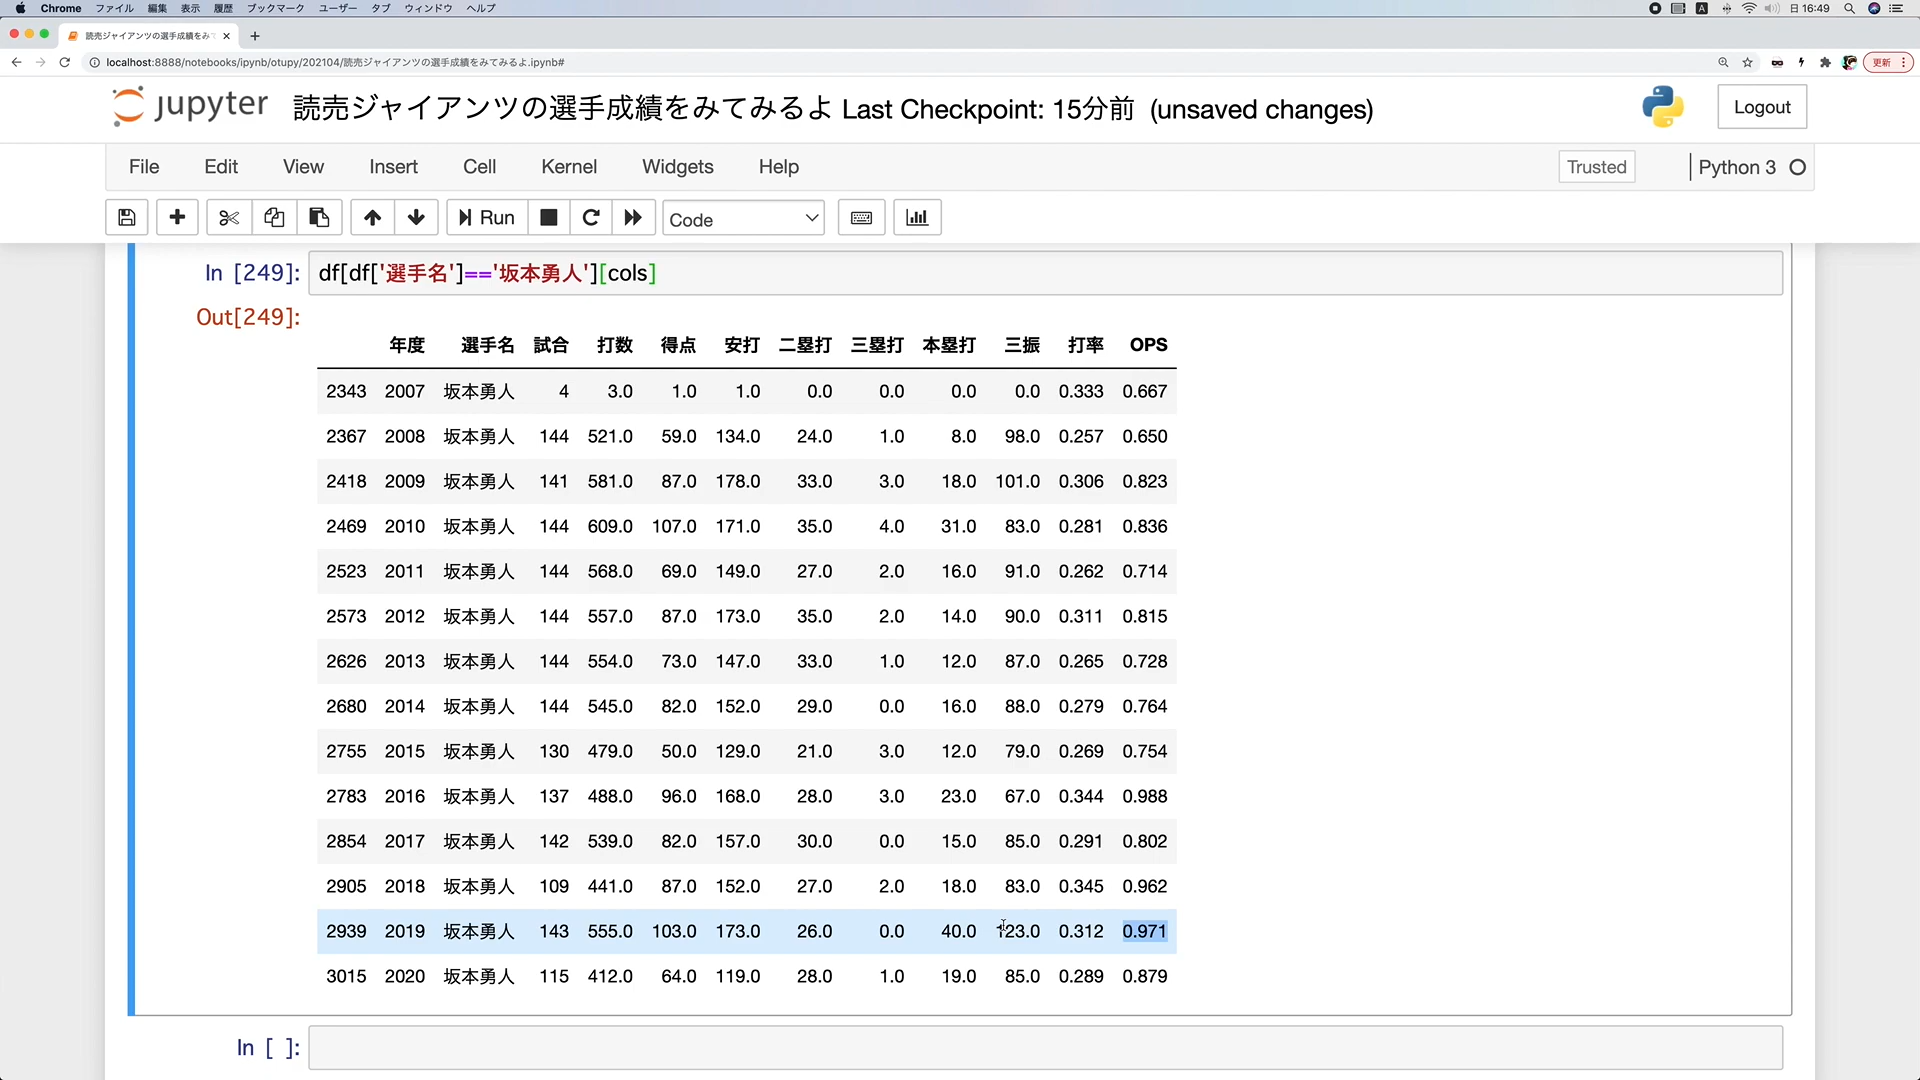 Chrome ファイル 編集 表示 履歴 ブックマーク ユーザー タブ ウィンドウ ヘルプ 日16:49
読売ジャイアンツの選手成績をみて
localhost:8888/notebooks/ipynb/otupy/202104/読売ジャイアンツの選手成績をみてみるよ.ipynb# 更新
jupyter 読売ジャイアンツの選手成績をみてみるよ Last Checkpoint: 15分前 (unsaved changes) Logout
File Edit View Insert Cell Kernel Widgets Help Trusted Python 3
Run Code
In [249]: df[df['選手名']=='坂本勇人'][cols]
Out[249]:
年度 選手名 試合 打数 得点 安打 二塁打 三塁打 本塁打 三振 打率 OPS
2343 2007 坂本勇人 4 3.0 1.0 1.0 0.0 0.0 0.0 0.0 0.333 0.667
2367 2008 坂本勇人 144 521.0 59.0 134.0 24.0 1.0 8.0 98.0 0.257 0.650
2418 2009 坂本勇人 141 581.0 87.0 178.0 33.0 3.0 18.0 101.0 0.306 0.823
2469 2010 坂本勇人 144 609.0 107.0 171.0 35.0 4.0 31.0 83.0 0.281 0.836
2523 2011 坂本勇人 144 568.0 69.0 149.0 27.0 2.0 16.0 91.0 0.262 0.714
2573 2012 坂本勇人 144 557.0 87.0 173.0 35.0 2.0 14.0 90.0 0.311 0.815
2626 2013 坂本勇人 144 554.0 73.0 147.0 33.0 1.0 12.0 87.0 0.265 0.728
2680 2014 坂本勇人 144 545.0 82.0 152.0 29.0 0.0 16.0 88.0 0.279 0.764
2755 2015 坂本勇人 130 479.0 50.0 129.0 21.0 3.0 12.0 79.0 0.269 0.754
2783 2016 坂本勇人 137 488.0 96.0 168.0 28.0 3.0 23.0 67.0 0.344 0.988
2854 2017 坂本勇人 142 539.0 82.0 157.0 30.0 0.0 15.0 85.0 0.291 0.802
2905 2018 坂本勇人 109 441.0 87.0 152.0 27.0 2.0 18.0 83.0 0.345 0.962
2939 2019 坂本勇人 143 555.0 103.0 173.0 26.0 0.0 40.0 123.0 0.312 0.971
3015 2020 坂本勇人 115 412.0 64.0 119.0 28.0 1.0 19.0 85.0 0.289 0.879
In [ ]: